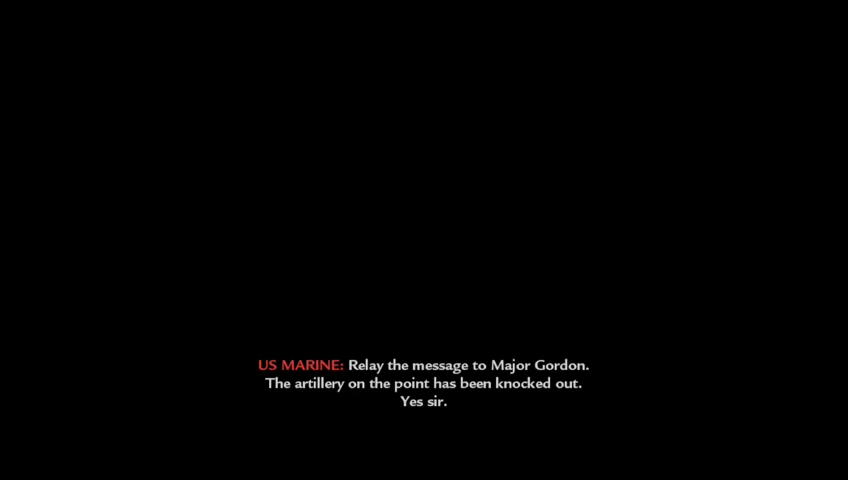 US MARINE: Relay the message to Major Gordon.
The artillery on the point has been knocked out.
Yes sir.